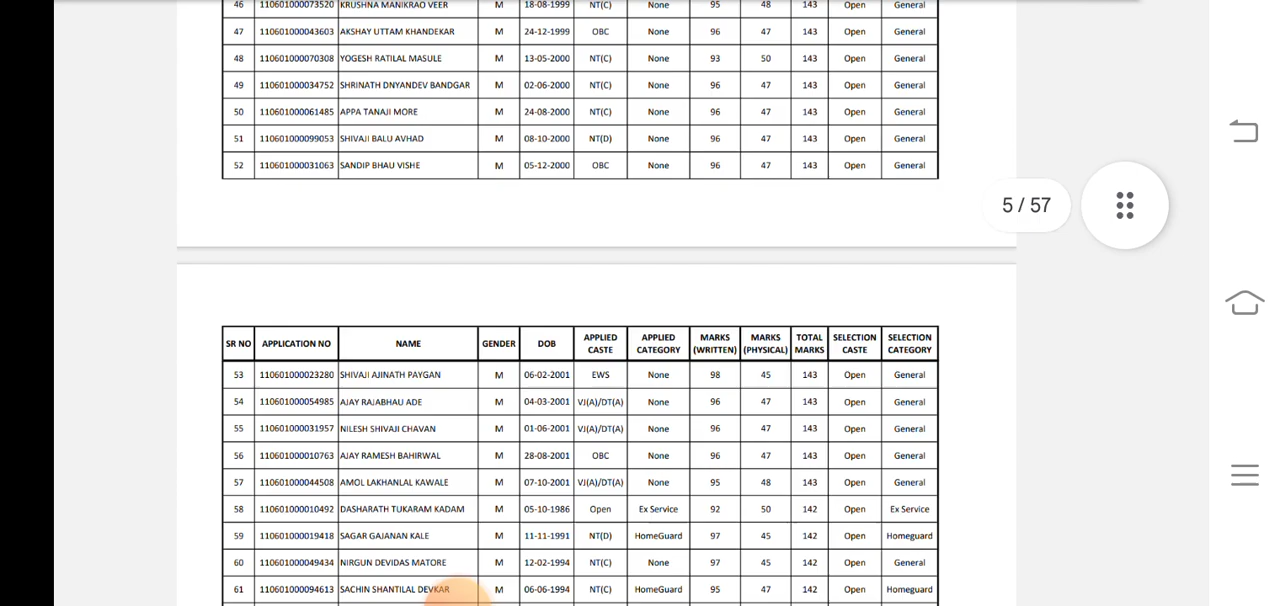 46 110601000073520 KRUSHNA MANIKRAO VEER M 18-08-1999 NT(C) None 95 48 143 Open General
47 110601000043603 AKSHAY UTTAM KHANDEKAR M 24-12-1999 OBC None 96 47 143 Open General
48 110601000070308 YOGESH RATILAL MASULE M 13-05-2000 NT(C) None 93 50 143 Open General
49 110601000034752 SHRINATH DNYANDEV BANDGAR M 02-06-2000 NT(C) None 96 47 143 Open General
50 110601000061485 APPA TANAJI MORE M 24-08-2000 NT(C) None 96 47 143 Open General
51 110601000099053 SHIVAJI BALU AVHAD M 08-10-2000 NT(D) None 96 47 143 Open General
52 110601000031063 SANDIP BHAU VISHE M 05-12-2000 OBC None 96 47 143 Open General
5 / 57
SR NO APPLICATION NO NAME GENDER DOB APPLIED CASTE APPLIED CATEGORY MARKS (WRITTEN) MARKS (PHYSICAL) TOTAL MARKS SELECTION CASTE SELECTION CATEGORY
53 110601000023280 SHIVAJI AJINATH PAYGAN M 06-02-2001 EWS None 98 45 143 Open General
54 110601000054985 AJAY RAJABHAU ADE M 04-03-2001 VJ(A)/DT(A) None 96 47 143 Open General
55 110601000031957 NILESH SHIVAJI CHAVAN M 01-06-2001 VJ(A)/DT(A) None 96 47 143 Open General
56 110601000010763 AJAY RAMESH BAHIRWAL M 28-08-2001 OBC None 96 47 143 Open General
57 110601000044508 AMOL LAKHANLAL KAWALE M 07-10-2001 VJ(A)/DT(A) None 95 48 143 Open General
58 110601000010492 DASHARATH TUKARAM KADAM M 05-10-1986 Open Ex Service 92 50 142 Open Ex Service
59 110601000019418 SAGAR GAJANAN KALE M 11-11-1991 NT(D) HomeGuard 97 45 142 Open Homeguard
60 110601000049434 NIRGUN DEVIDAS MATORE M 12-02-1994 NT(C) None 97 45 142 Open General
61 110601000094613 SACHIN SHANTILAL DEVKAR M 06-06-1994 NT(C) HomeGuard 95 47 142 Open Homeguard